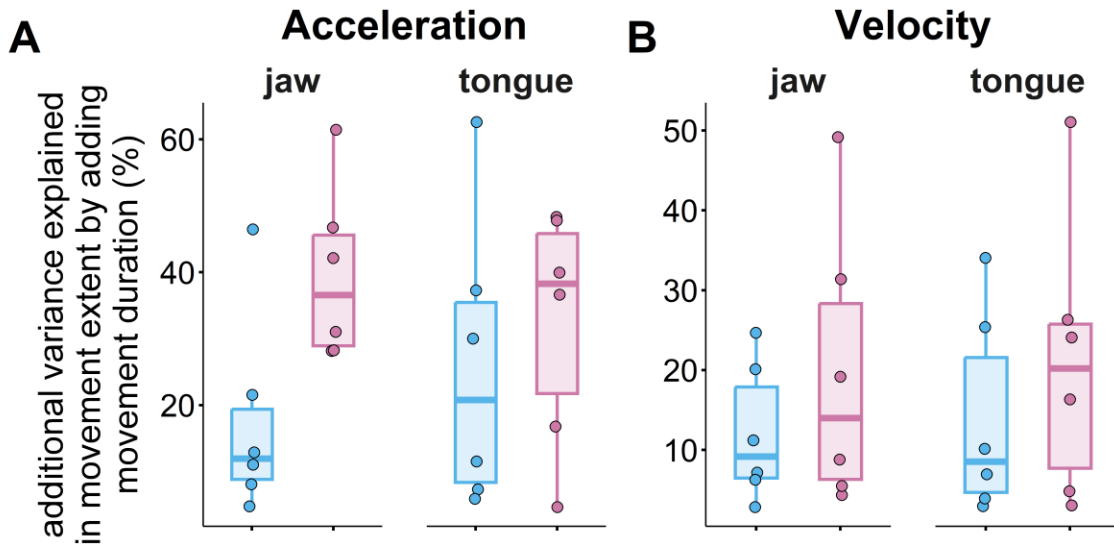 A
Acceleration
B
Velocity
jaw
tongue
jaw
tongue
additional variance explained
in movement extent by adding
movement duration (%)
60
40
20
50
40
30
20
10